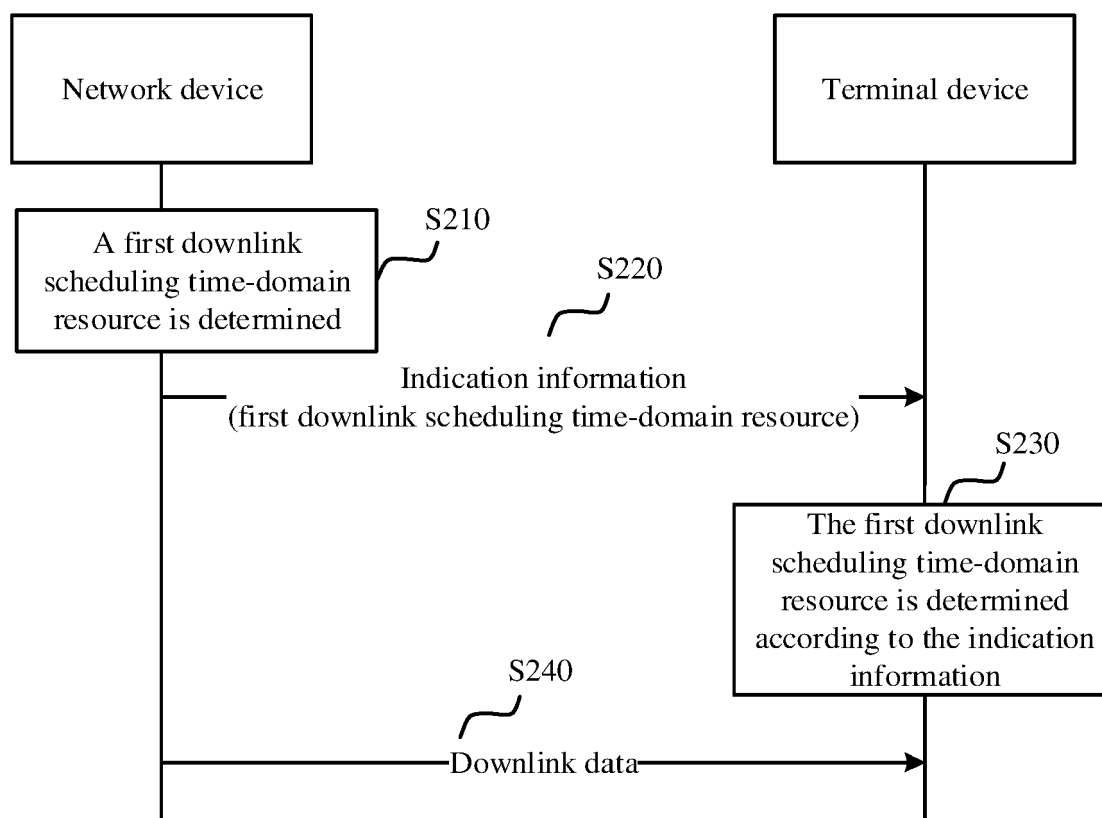 Network device
Terminal device
S210
A first downlink
scheduling time-domain
resource is determined
S220
Indication information
(first downlink scheduling time-domain resource)
S230
The first downlink
scheduling time-domain
resource is determined
according to the indication
information
S240
Downlink data